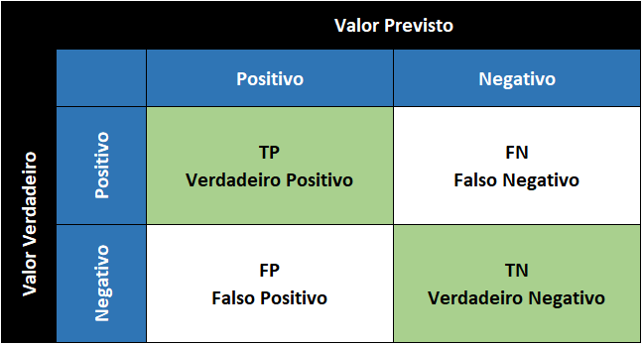 Valor Previsto
Positivo
Negativo
Valor Verdadeiro
Positivo
TP
Verdadeiro Positivo
FN
Falso Negativo
Negativo
FP
Falso Positivo
TN
Verdadeiro Negativo